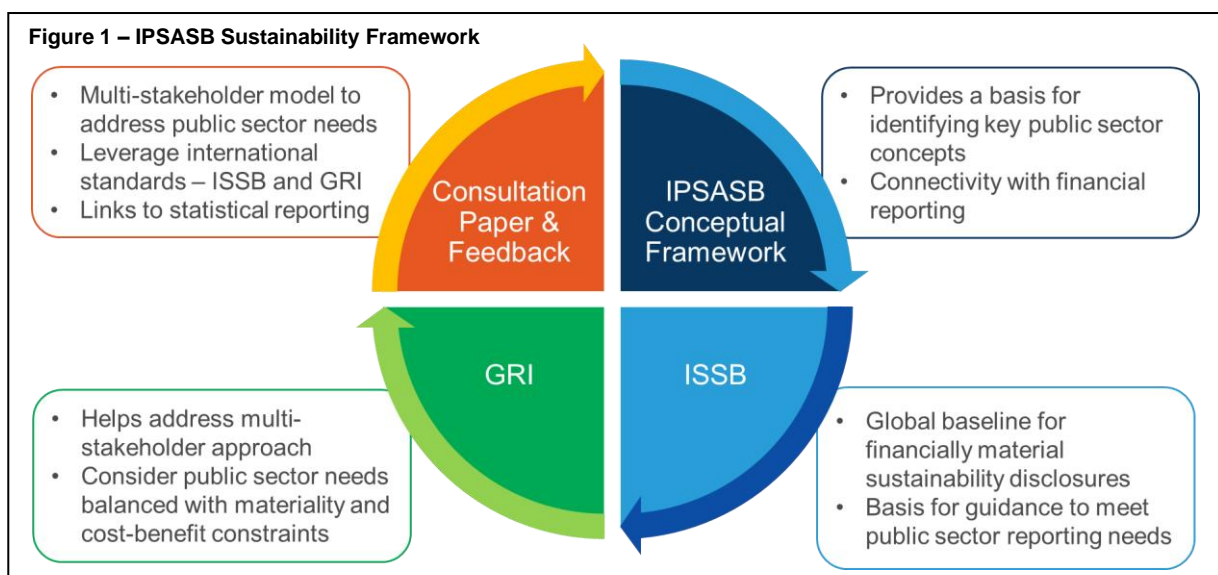 Figure 1 – IPSASB Sustainability Framework
• Multi-stakeholder model to
address public sector needs
• Leverage international
standards – ISSB and GRI
• Links to statistical reporting
Consultation
Paper &
Feedback
IPSASB
Conceptual
Framework
• Provides a basis for
identifying key public sector
concepts
• Connectivity with financial
reporting
• Helps address multi-
stakeholder approach
• Consider public sector needs
balanced with materiality and
cost-benefit constraints
GRI
ISSB
• Global baseline for
financially material
sustainability disclosures
• Basis for guidance to meet
public sector reporting needs